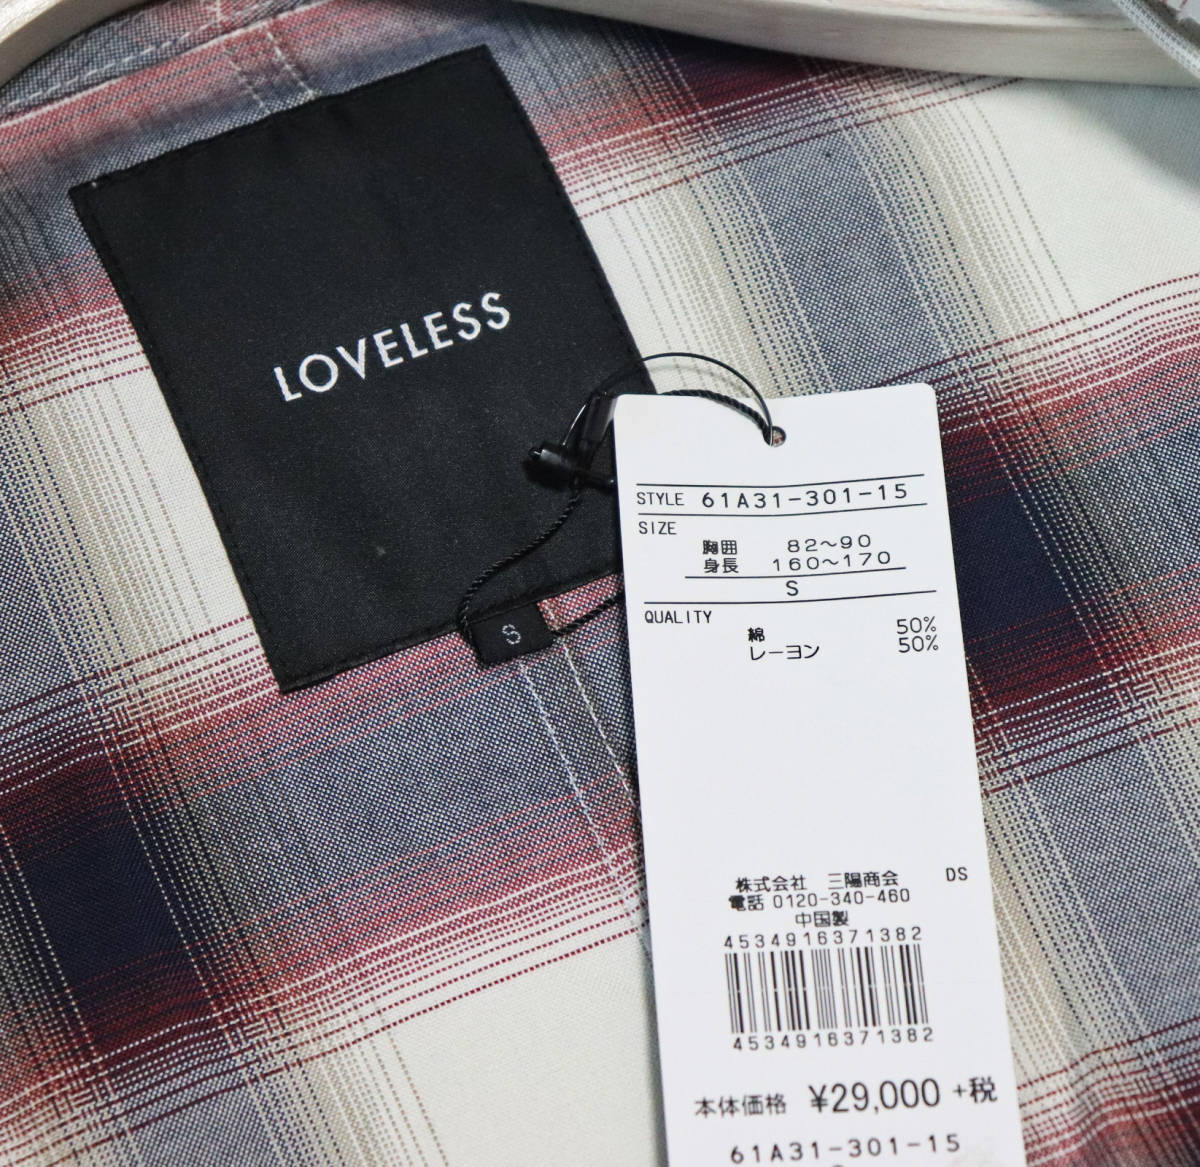 LOVELESS
S
STYLE 61A31-301-15
SIZE
胸囲 82~90
身長 160~170
S
QUALITY
綿 50%
レーヨン 50%
株式会社 三陽商会 DS
電話 0120-340-460
中国製
4534916371382
4534916371382
本体価格 ¥29,000 +税
61A31-301-15